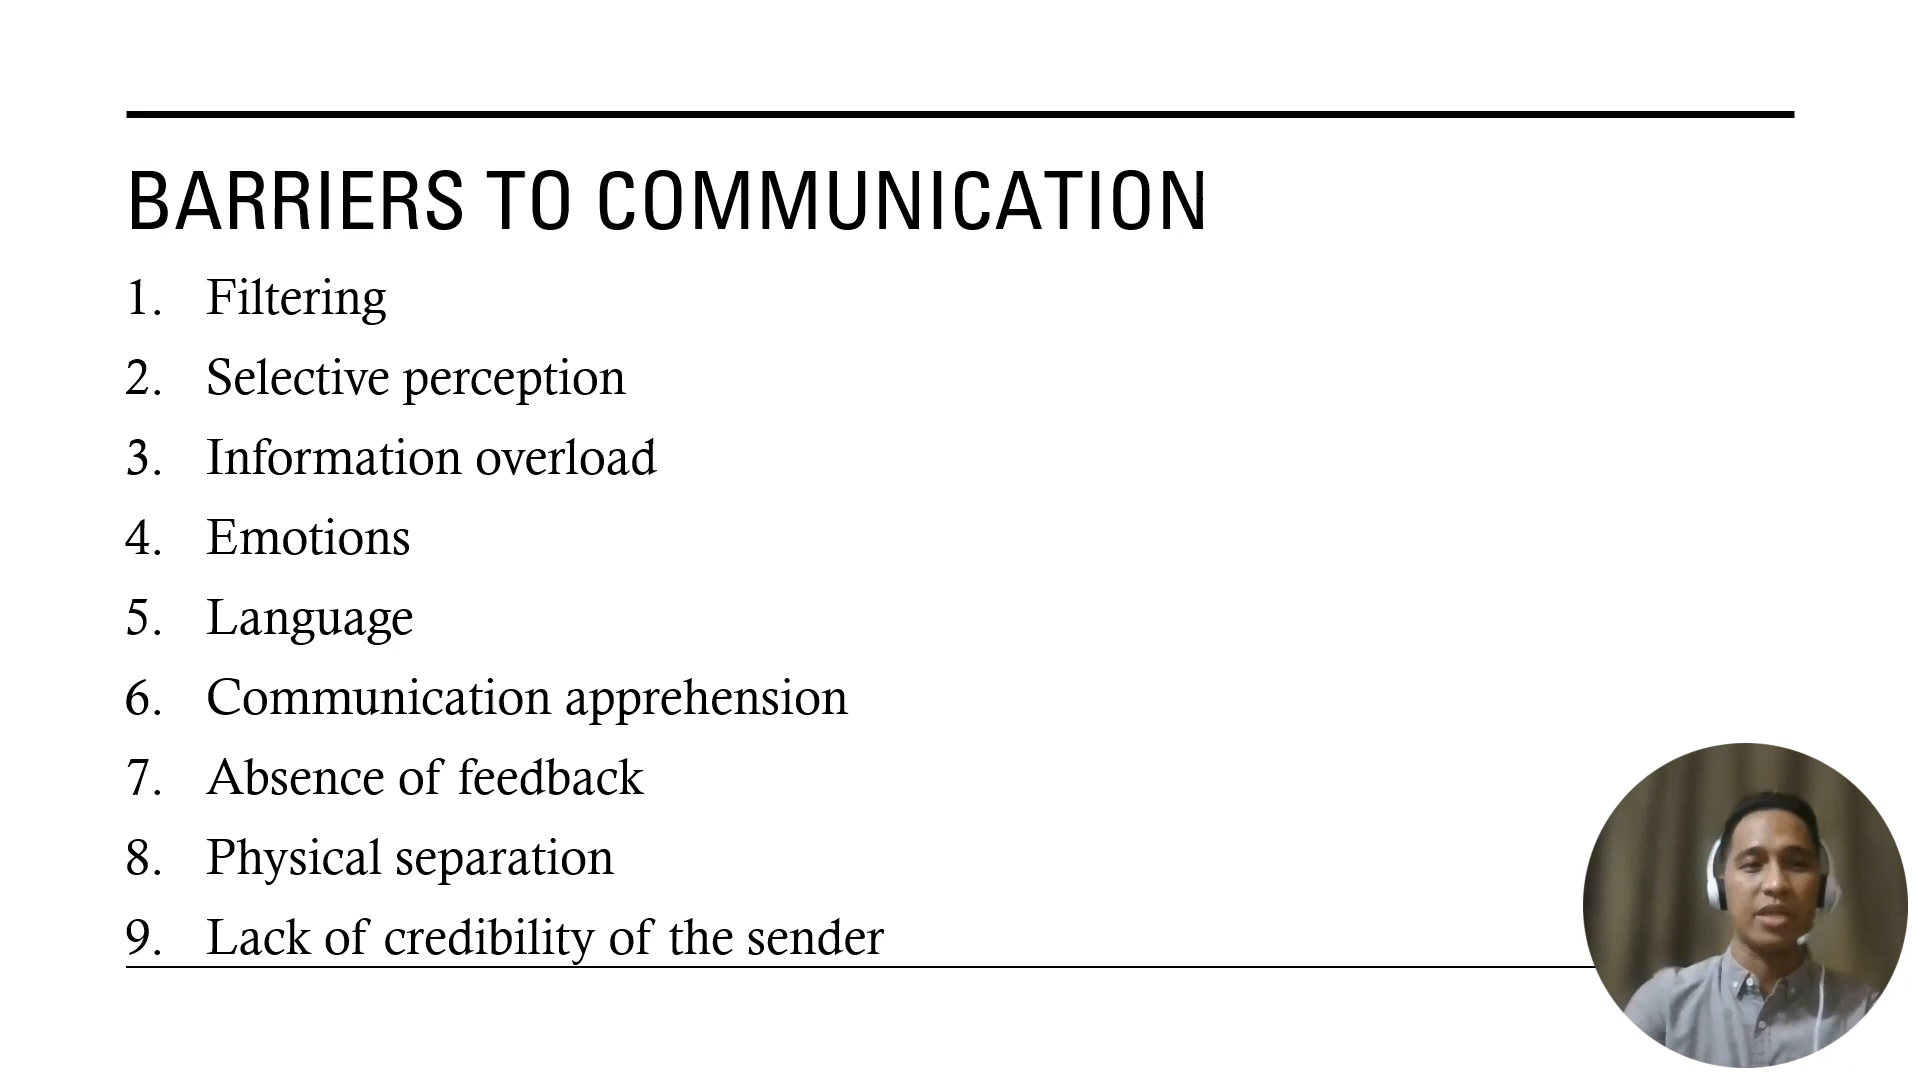 BARRIERS TO COMMUNICATION
1. Filtering
2. Selective perception
3. Information overload
4. Emotions
5. Language
6. Communication apprehension
7. Absence of feedback
8. Physical separation
9. Lack of credibility of the sender